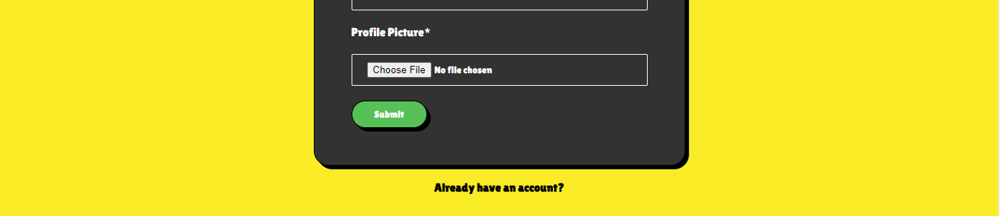 Profile Picture*
Choose File No file chosen
Submit
Already have an account?